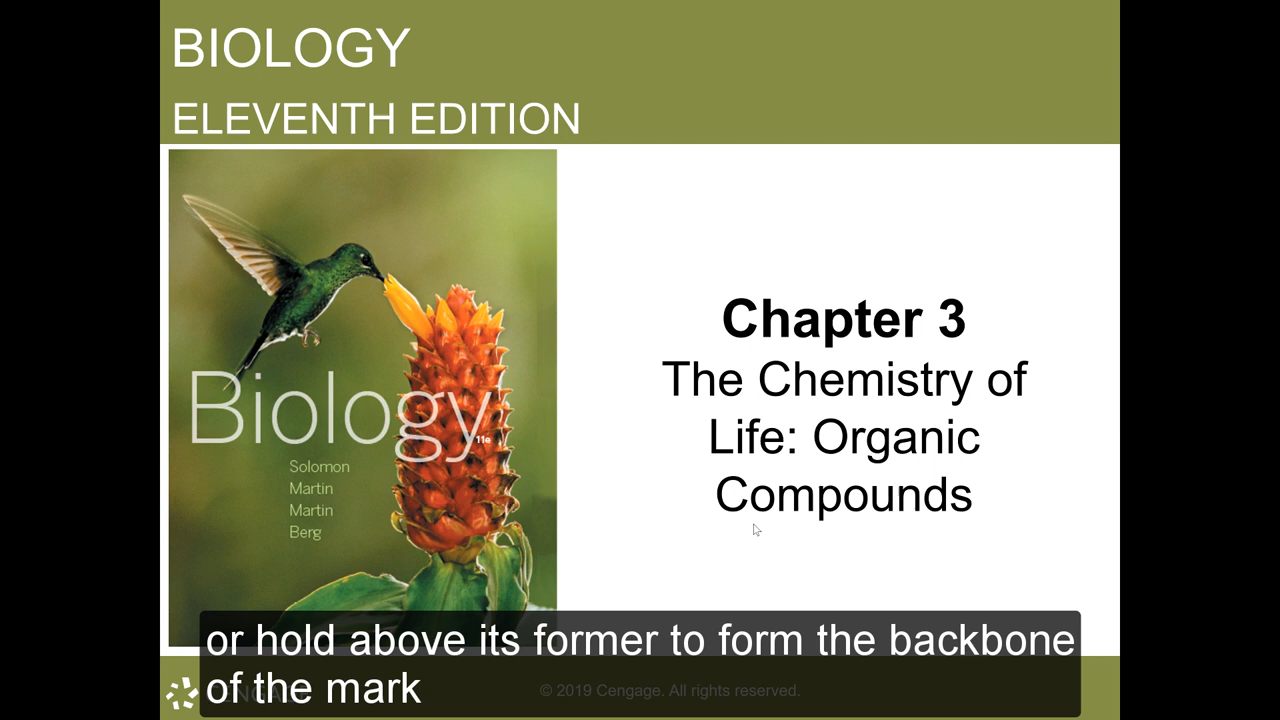 BIOLOGY
ELEVENTH EDITION
Biology
11e
Solomon
Martin
Martin
Berg
Chapter 3
The Chemistry of
Life: Organic
Compounds
or hold above its former to form the backbone
of the mark
© 2019 Cengage. All rights reserved.